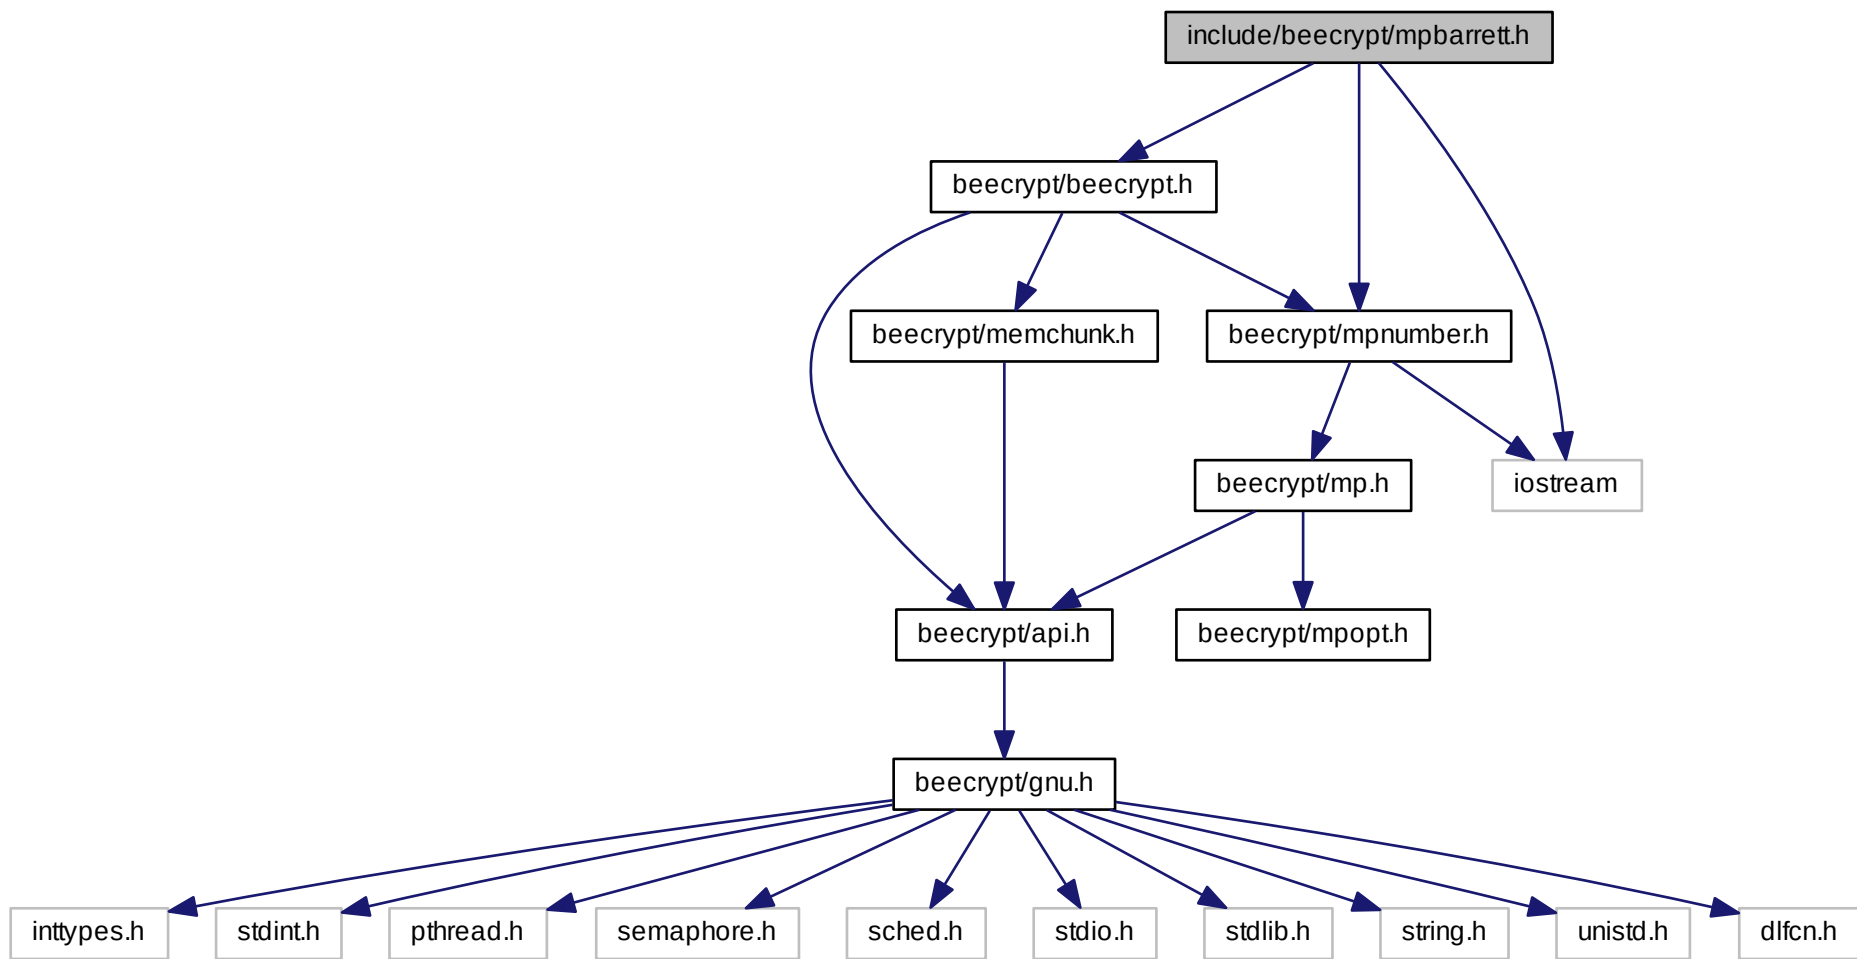 include/beecrypt/mpbarrett.h
beecrypt/beecrypt.h
beecrypt/memchunk.h
beecrypt/mpnumber.h
beecrypt/mp.h
iostream
beecrypt/api.h
beecrypt/mpopt.h
beecrypt/gnu.h
inttypes.h
stdint.h
pthread.h
semaphore.h
sched.h
stdio.h
stdlib.h
string.h
unistd.h
dlfcn.h